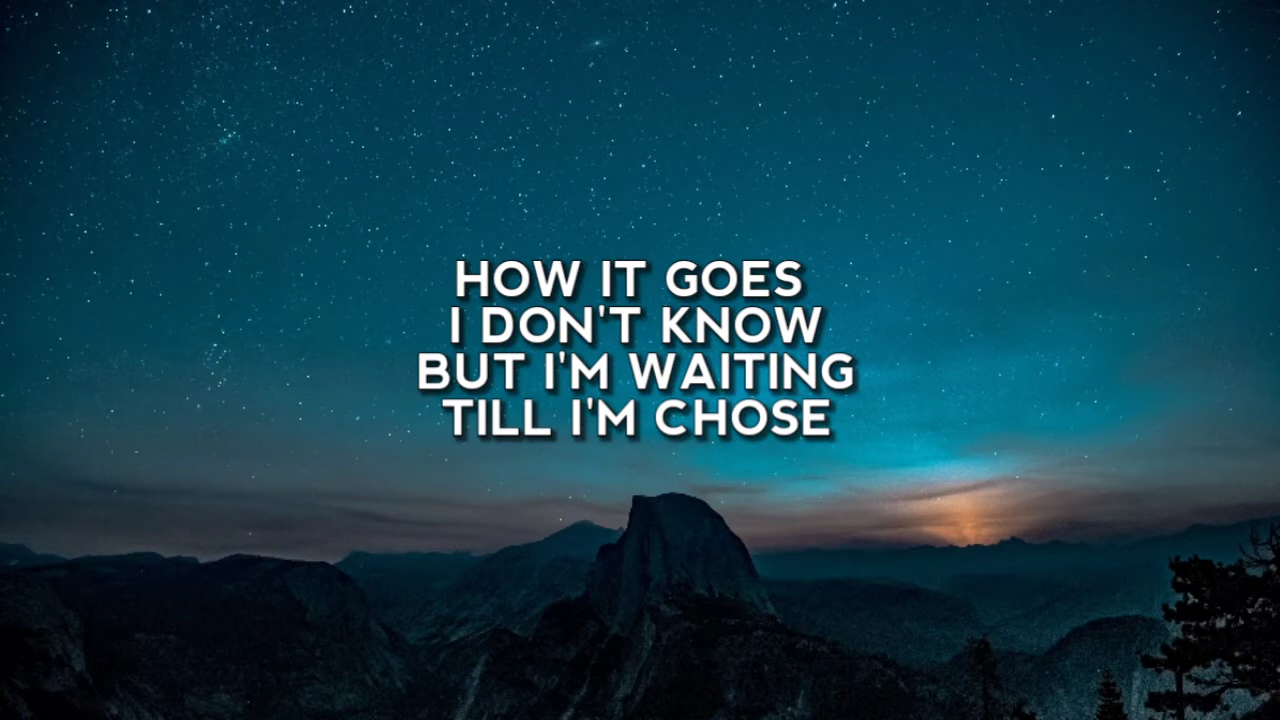 HOW IT GOES
I DON'T KNOW
BUT I'M WAITING
TILL I'M CHOSE